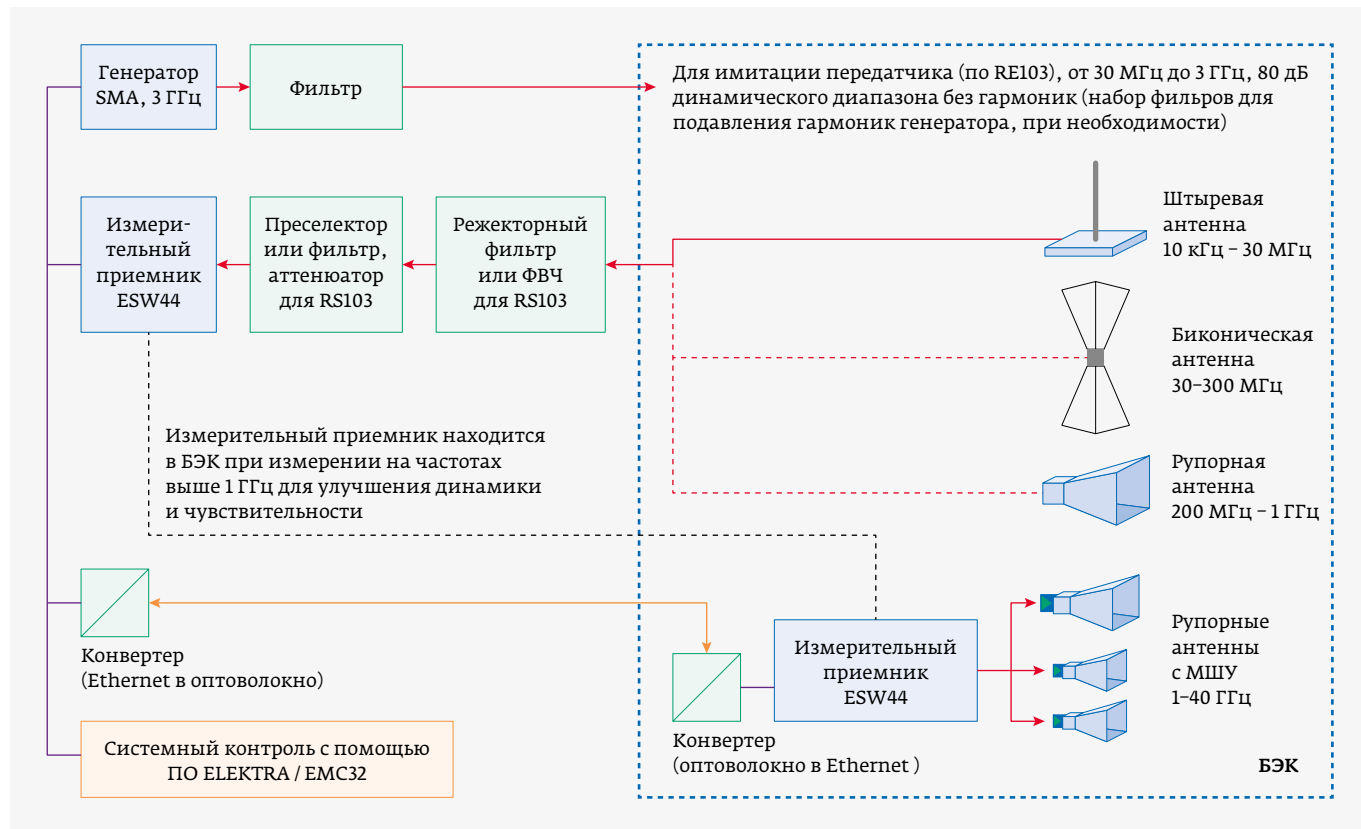 Генератор
SMA, 3 ГГц
Фильтр
Для имитации передатчика (по RE103), от 30 МГц до 3 ГГц, 80 дБ
динамического диапазона без гармоник (набор фильров для
подавления гармоник генератора, при необходимости)
Измери-
тельный
приемник
ESW44
Преселектор
или фильтр,
аттенюатор
для RS103
Режекторный
фильтр
или ФВЧ
для RS103
Штыревая
антенна
10 кГц – 30 МГц
Биконическая
антенна
30–300 МГц
Измерительный приемник находится
в БЭК при измерении на частотах
выше 1 ГГц для улучшения динамики
и чувствительности
Рупорная
антенна
200 МГц – 1 ГГц
Конвертер
(Ethernet в оптоволокно)
Измерительный
приемник
ESW44
Рупорные
антенны
с МШУ
1–40 ГГц
Конвертер
(оптоволокно в Ethernet )
Системный контроль с помощью
ПО ELEKTRA / EMC32
БЭК